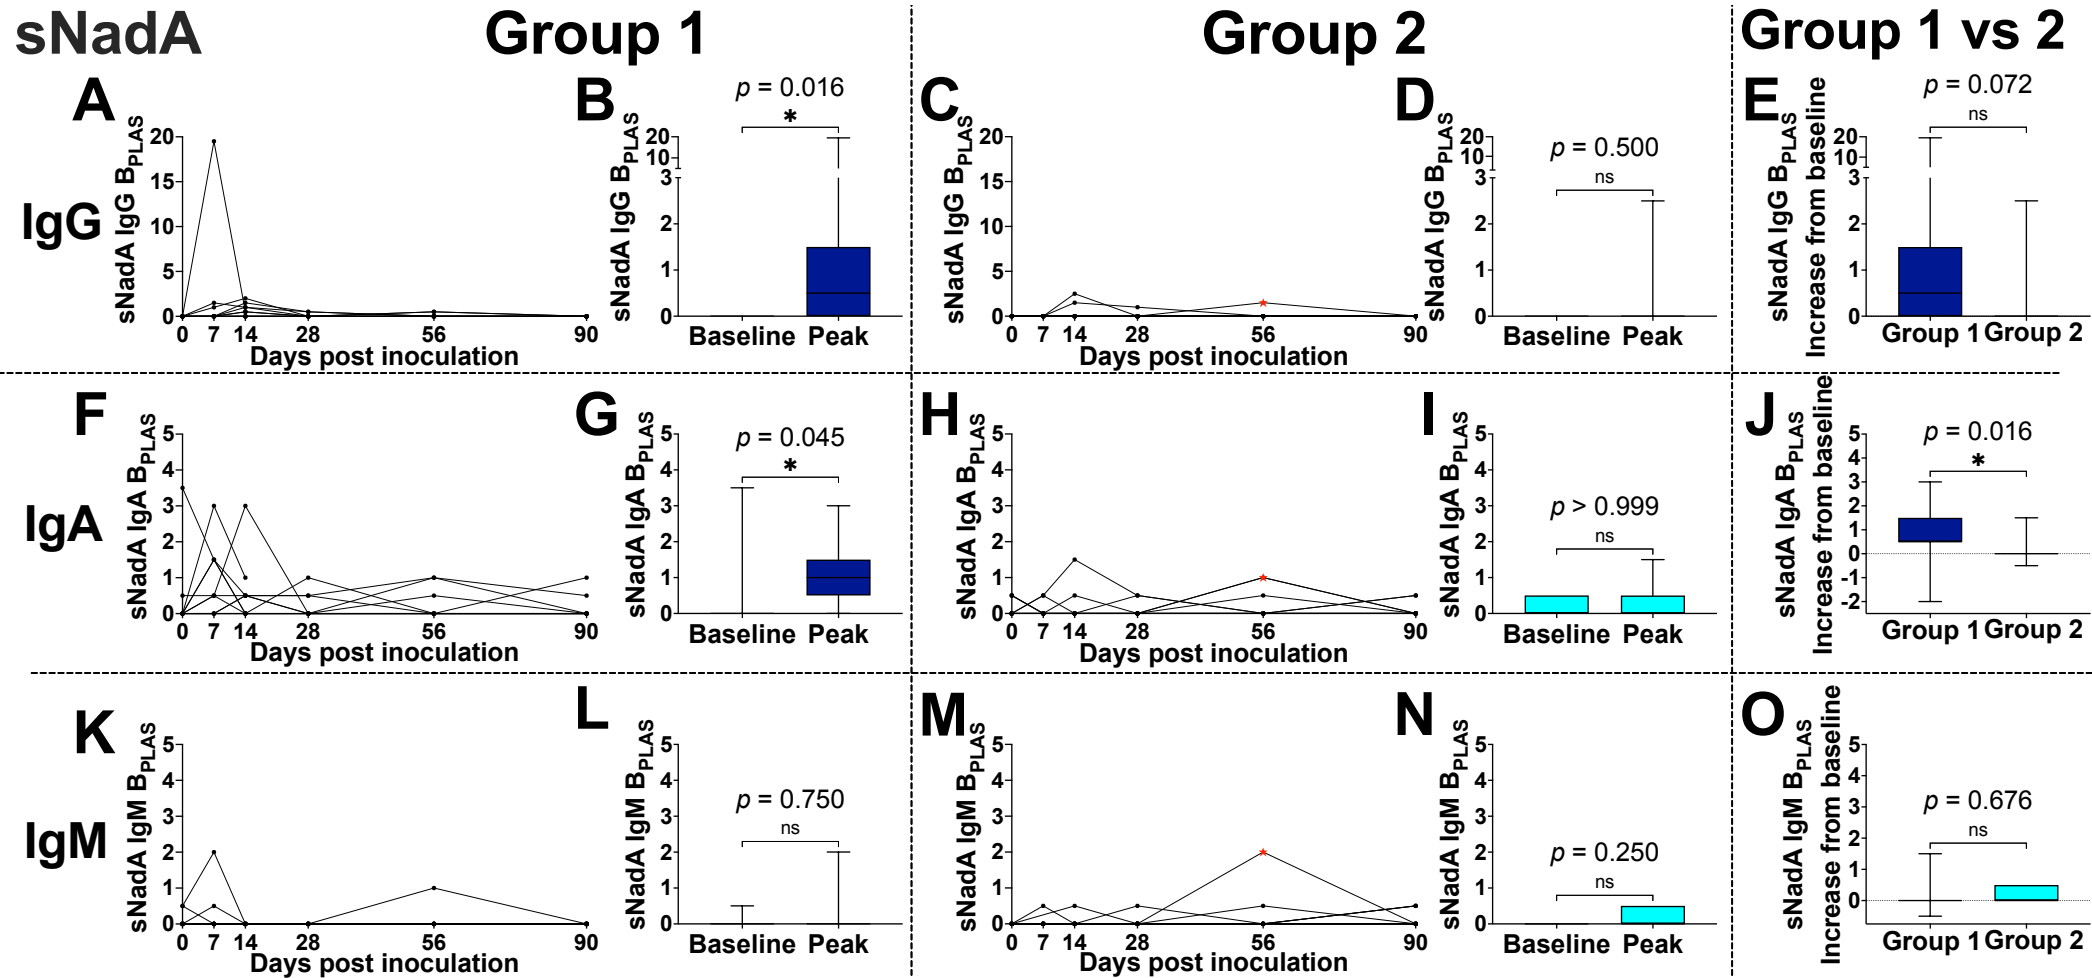 sNadA
Group 1
Group 2
Group 1 vs 2
IgG
A
sNadA IgG BPLAS
20
15
10
5
0
0 7 14 28 56 90
Days post inoculation
B
sNadA IgG BPLAS
p = 0.016
*
20
10
3
2
1
0
Baseline Peak
C
sNadA IgG BPLAS
20
15
10
5
0
0 7 14 28 56 90
Days post inoculation
D
sNadA IgG BPLAS
p = 0.500
ns
20
10
3
2
1
0
Baseline Peak
E
sNadA IgG BPLAS
Increase from baseline
p = 0.072
ns
20
10
3
2
1
0
Group 1 Group 2
IgA
F
sNadA IgA BPLAS
5
4
3
2
1
0
0 7 14 28 56 90
Days post inoculation
G
sNadA IgA BPLAS
p = 0.045
*
5
4
3
2
1
0
Baseline Peak
H
sNadA IgA BPLAS
5
4
3
2
1
0
0 7 14 28 56 90
Days post inoculation
I
sNadA IgA BPLAS
p > 0.999
ns
5
4
3
2
1
0
Baseline Peak
J
sNadA IgA BPLAS
Increase from baseline
p = 0.016
*
5
4
3
2
1
0
-1
-2
Group 1 Group 2
IgM
K
sNadA IgM BPLAS
5
4
3
2
1
0
0 7 14 28 56 90
Days post inoculation
L
sNadA IgM BPLAS
p = 0.750
ns
5
4
3
2
1
0
Baseline Peak
M
sNadA IgM BPLAS
5
4
3
2
1
0
0 7 14 28 56 90
Days post inoculation
N
sNadA IgM BPLAS
p = 0.250
ns
5
4
3
2
1
0
Baseline Peak
O
sNadA IgM BPLAS
Increase from baseline
p = 0.676
ns
5
4
3
2
1
0
Group 1 Group 2